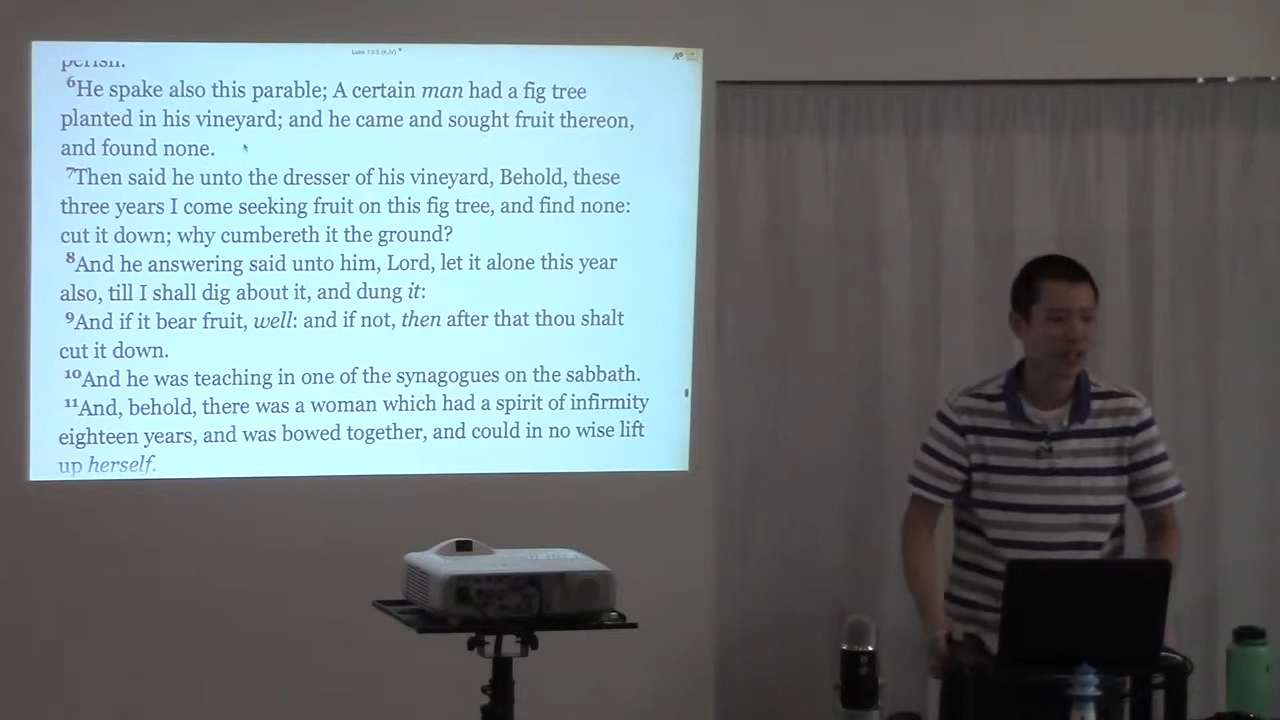 Luke 13:5 (KJV)
perish.
6He spake also this parable; A certain man had a fig tree
planted in his vineyard; and he came and sought fruit thereon,
and found none.
7Then said he unto the dresser of his vineyard, Behold, these
three years I come seeking fruit on this fig tree, and find none:
cut it down; why cumbereth it the ground?
8And he answering said unto him, Lord, let it alone this year
also, till I shall dig about it, and dung it:
9And if it bear fruit, well: and if not, then after that thou shalt
cut it down.
10And he was teaching in one of the synagogues on the sabbath.
11And, behold, there was a woman which had a spirit of infirmity
eighteen years, and was bowed together, and could in no wise lift
up herself.